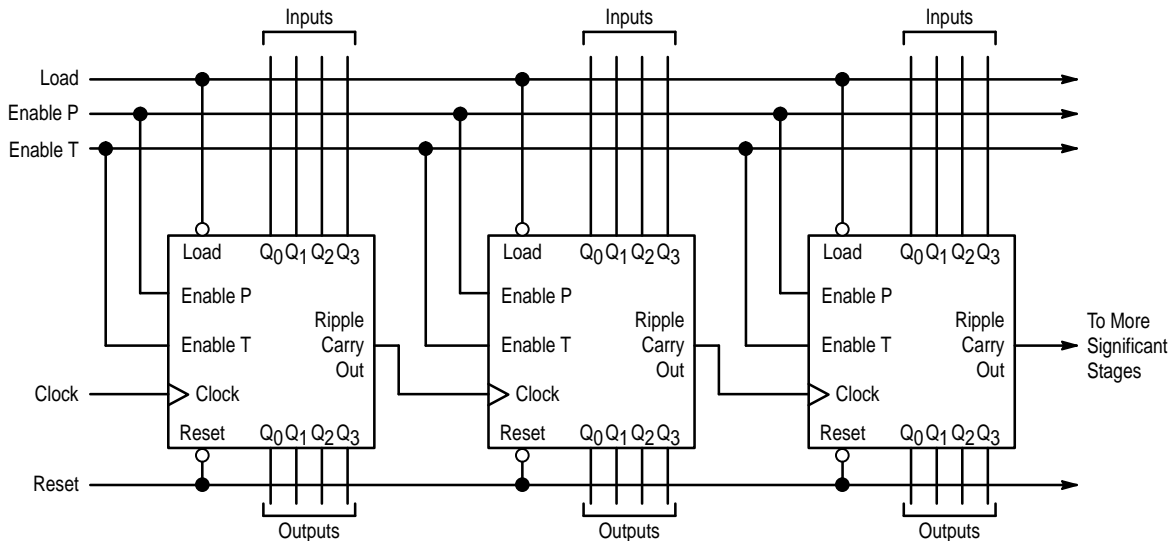 Inputs Inputs Inputs
Load
Enable P
Enable T
Load Q0 Q1 Q2 Q3
Enable P
Ripple
Enable T Carry
Out
Clock
Reset Q0 Q1 Q2 Q3
Load Q0 Q1 Q2 Q3
Enable P
Ripple
Enable T Carry
Out
Clock
Reset Q0 Q1 Q2 Q3
Load Q0 Q1 Q2 Q3
Enable P
Ripple
Enable T Carry
Out
Clock
Reset Q0 Q1 Q2 Q3
To More
Significant
Stages
Clock
Reset
Outputs Outputs Outputs